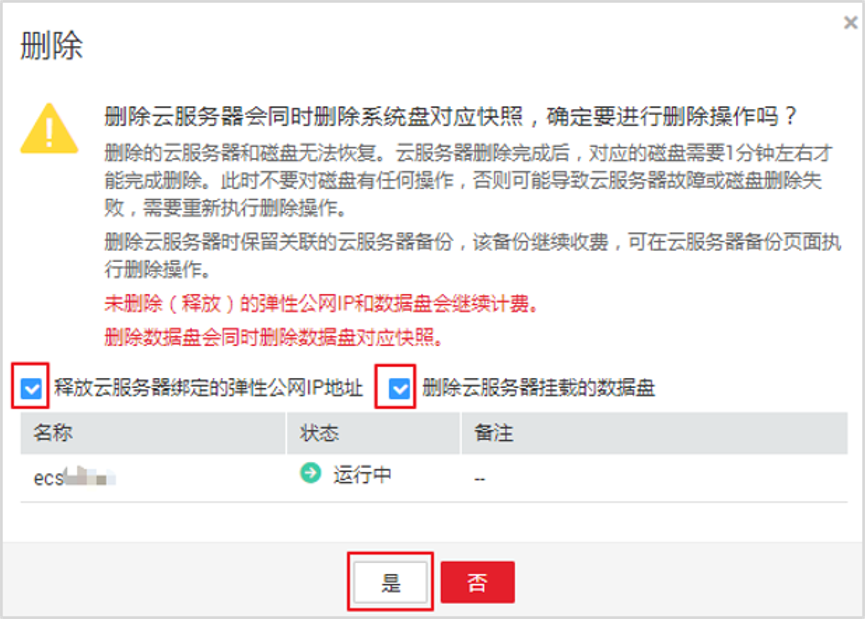 删除
删除云服务器会同时删除系统盘对应快照，确定要进行删除操作吗？
删除的云服务器和磁盘无法恢复。云服务器删除完成后，对应的磁盘需要1分钟左右才
能完成删除。此时不要对磁盘有任何操作，否则可能导致云服务器故障或磁盘删除失
败，需要重新执行删除操作。
删除云服务器时保留关联的云服务器备份，该备份继续收费，可在云服务器备份页面执
行删除操作。
未删除（释放）的弹性公网IP和数据盘会继续计费。
删除数据盘会同时删除数据盘对应快照。
释放云服务器绑定的弹性公网IP地址 删除云服务器挂载的数据盘
名称 状态 备注
ecs 运行中 --
是 否